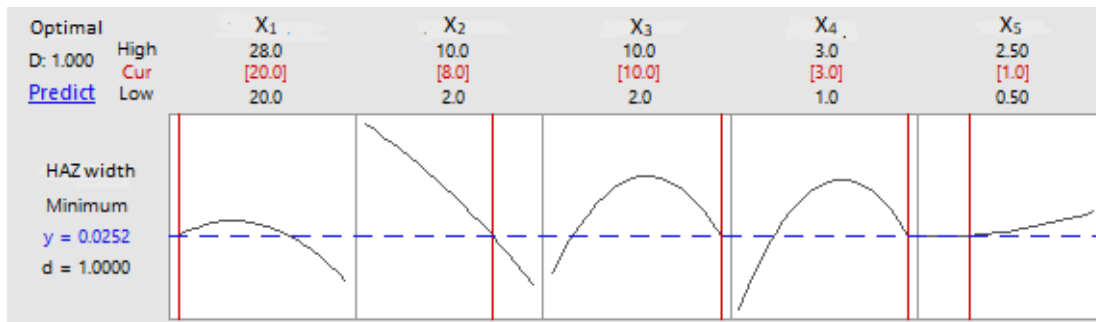 Optimal X₁ X₂ X₃ X₄ X₅
High 28.0 10.0 10.0 3.0 2.50
D: 1.000 Cur [20.0] [8.0] [10.0] [3.0] [1.0]
Predict Low 20.0 2.0 2.0 1.0 0.50
HAZ width
Minimum
y = 0.0252
d = 1.0000